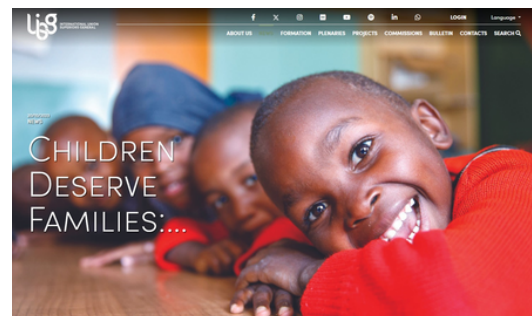 UISG INTERNATIONAL UNION
SUPERIORS GENERAL
LOGIN
Language
ABOUT US
FORMATION PLENARIES PROJECTS COMMISSIONS BULLETIN CONTACTS SEARCH
NEWS
CHILDREN
DESERVE
FAMILIES:...